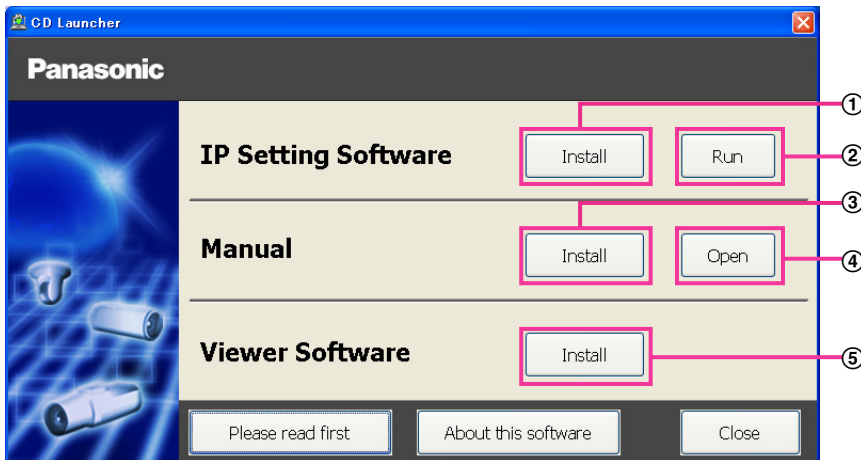 CD Launcher
Panasonic
①
IP Setting Software Install Run ②
③
Manual Install Open ④
Viewer Software Install ⑤
Please read first About this software Close